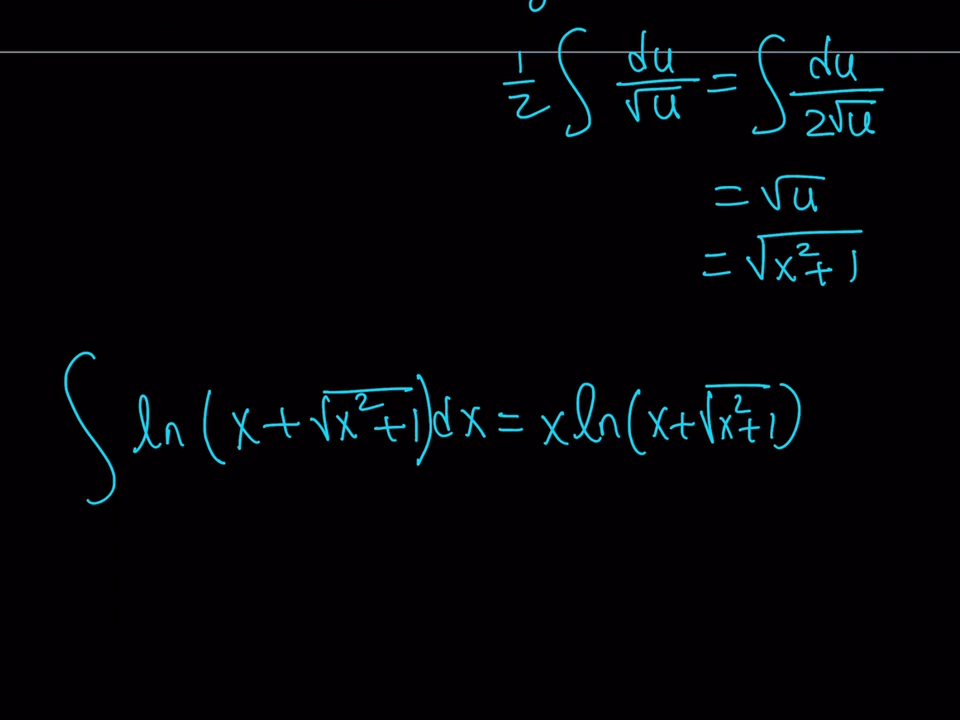 1/2 ∫ du/√u = ∫ du/2√u
= √u
= √(x²+1)
∫ ln(x+√(x²+1))dx = x ln(x+√(x²+1))